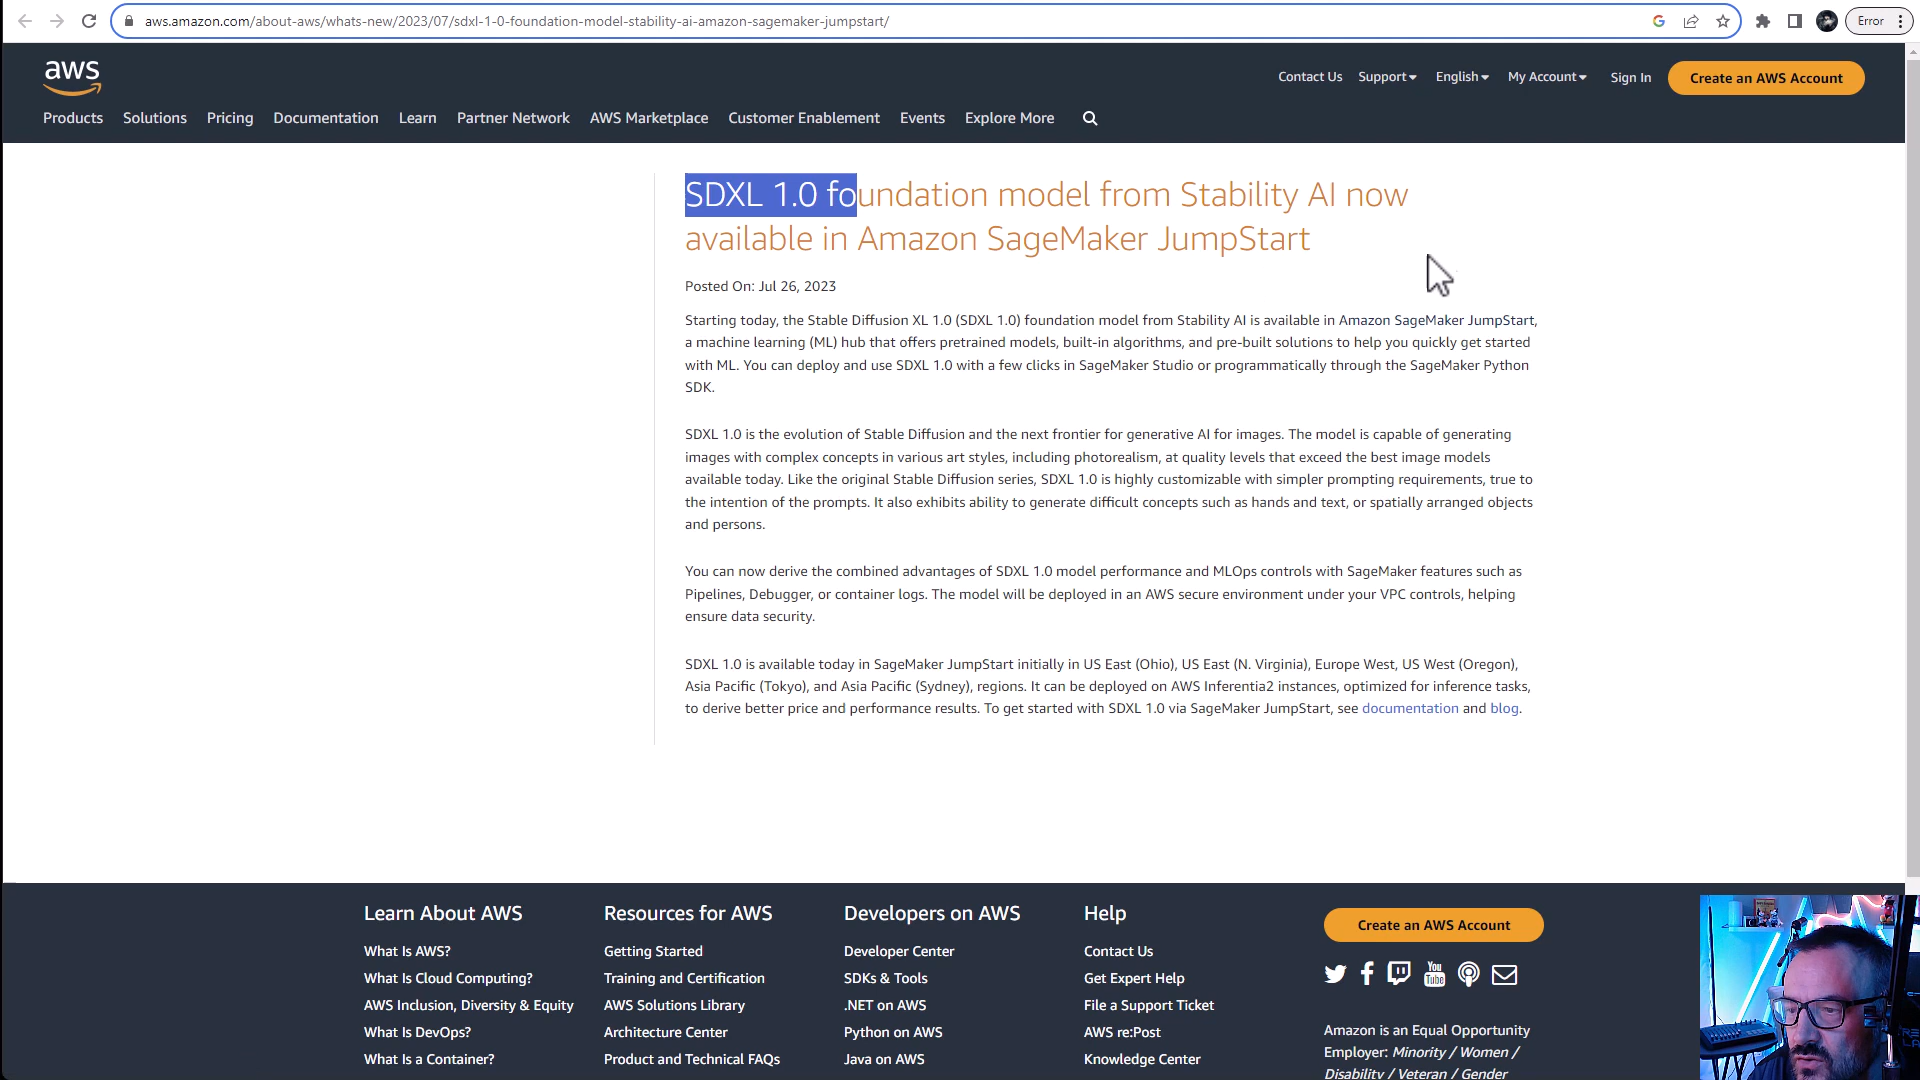 aws.amazon.com/about-aws/whats-new/2023/07/sdxl-1-0-foundation-model-stability-ai-amazon-sagemaker-jumpstart/
Error
aws
Contact Us Support English My Account Sign In Create an AWS Account
Products Solutions Pricing Documentation Learn Partner Network AWS Marketplace Customer Enablement Events Explore More
SDXL 1.0 foundation model from Stability AI now
available in Amazon SageMaker JumpStart
Posted On: Jul 26, 2023
Starting today, the Stable Diffusion XL 1.0 (SDXL 1.0) foundation model from Stability AI is available in Amazon SageMaker JumpStart,
a machine learning (ML) hub that offers pretrained models, built-in algorithms, and pre-built solutions to help you quickly get started
with ML. You can deploy and use SDXL 1.0 with a few clicks in SageMaker Studio or programmatically through the SageMaker Python
SDK.
SDXL 1.0 is the evolution of Stable Diffusion and the next frontier for generative AI for images. The model is capable of generating
images with complex concepts in various art styles, including photorealism, at quality levels that exceed the best image models
available today. Like the original Stable Diffusion series, SDXL 1.0 is highly customizable with simpler prompting requirements, true to
the intention of the prompts. It also exhibits ability to generate difficult concepts such as hands and text, or spatially arranged objects
and persons.
You can now derive the combined advantages of SDXL 1.0 model performance and MLOps controls with SageMaker features such as
Pipelines, Debugger, or container logs. The model will be deployed in an AWS secure environment under your VPC controls, helping
ensure data security.
SDXL 1.0 is available today in SageMaker JumpStart initially in US East (Ohio), US East (N. Virginia), Europe West, US West (Oregon),
Asia Pacific (Tokyo), and Asia Pacific (Sydney), regions. It can be deployed on AWS Inferentia2 instances, optimized for inference tasks,
to derive better price and performance results. To get started with SDXL 1.0 via SageMaker JumpStart, see documentation and blog.
Learn About AWS
What Is AWS?
What Is Cloud Computing?
AWS Inclusion, Diversity & Equity
What Is DevOps?
What Is a Container?
Resources for AWS
Getting Started
Training and Certification
AWS Solutions Library
Architecture Center
Product and Technical FAQs
Developers on AWS
Developer Center
SDKs & Tools
.NET on AWS
Python on AWS
Java on AWS
Help
Contact Us
Get Expert Help
File a Support Ticket
AWS re:Post
Knowledge Center
Create an AWS Account
You
Tube
Amazon is an Equal Opportunity
Employer: Minority / Women /
Disability / Veteran / Gender